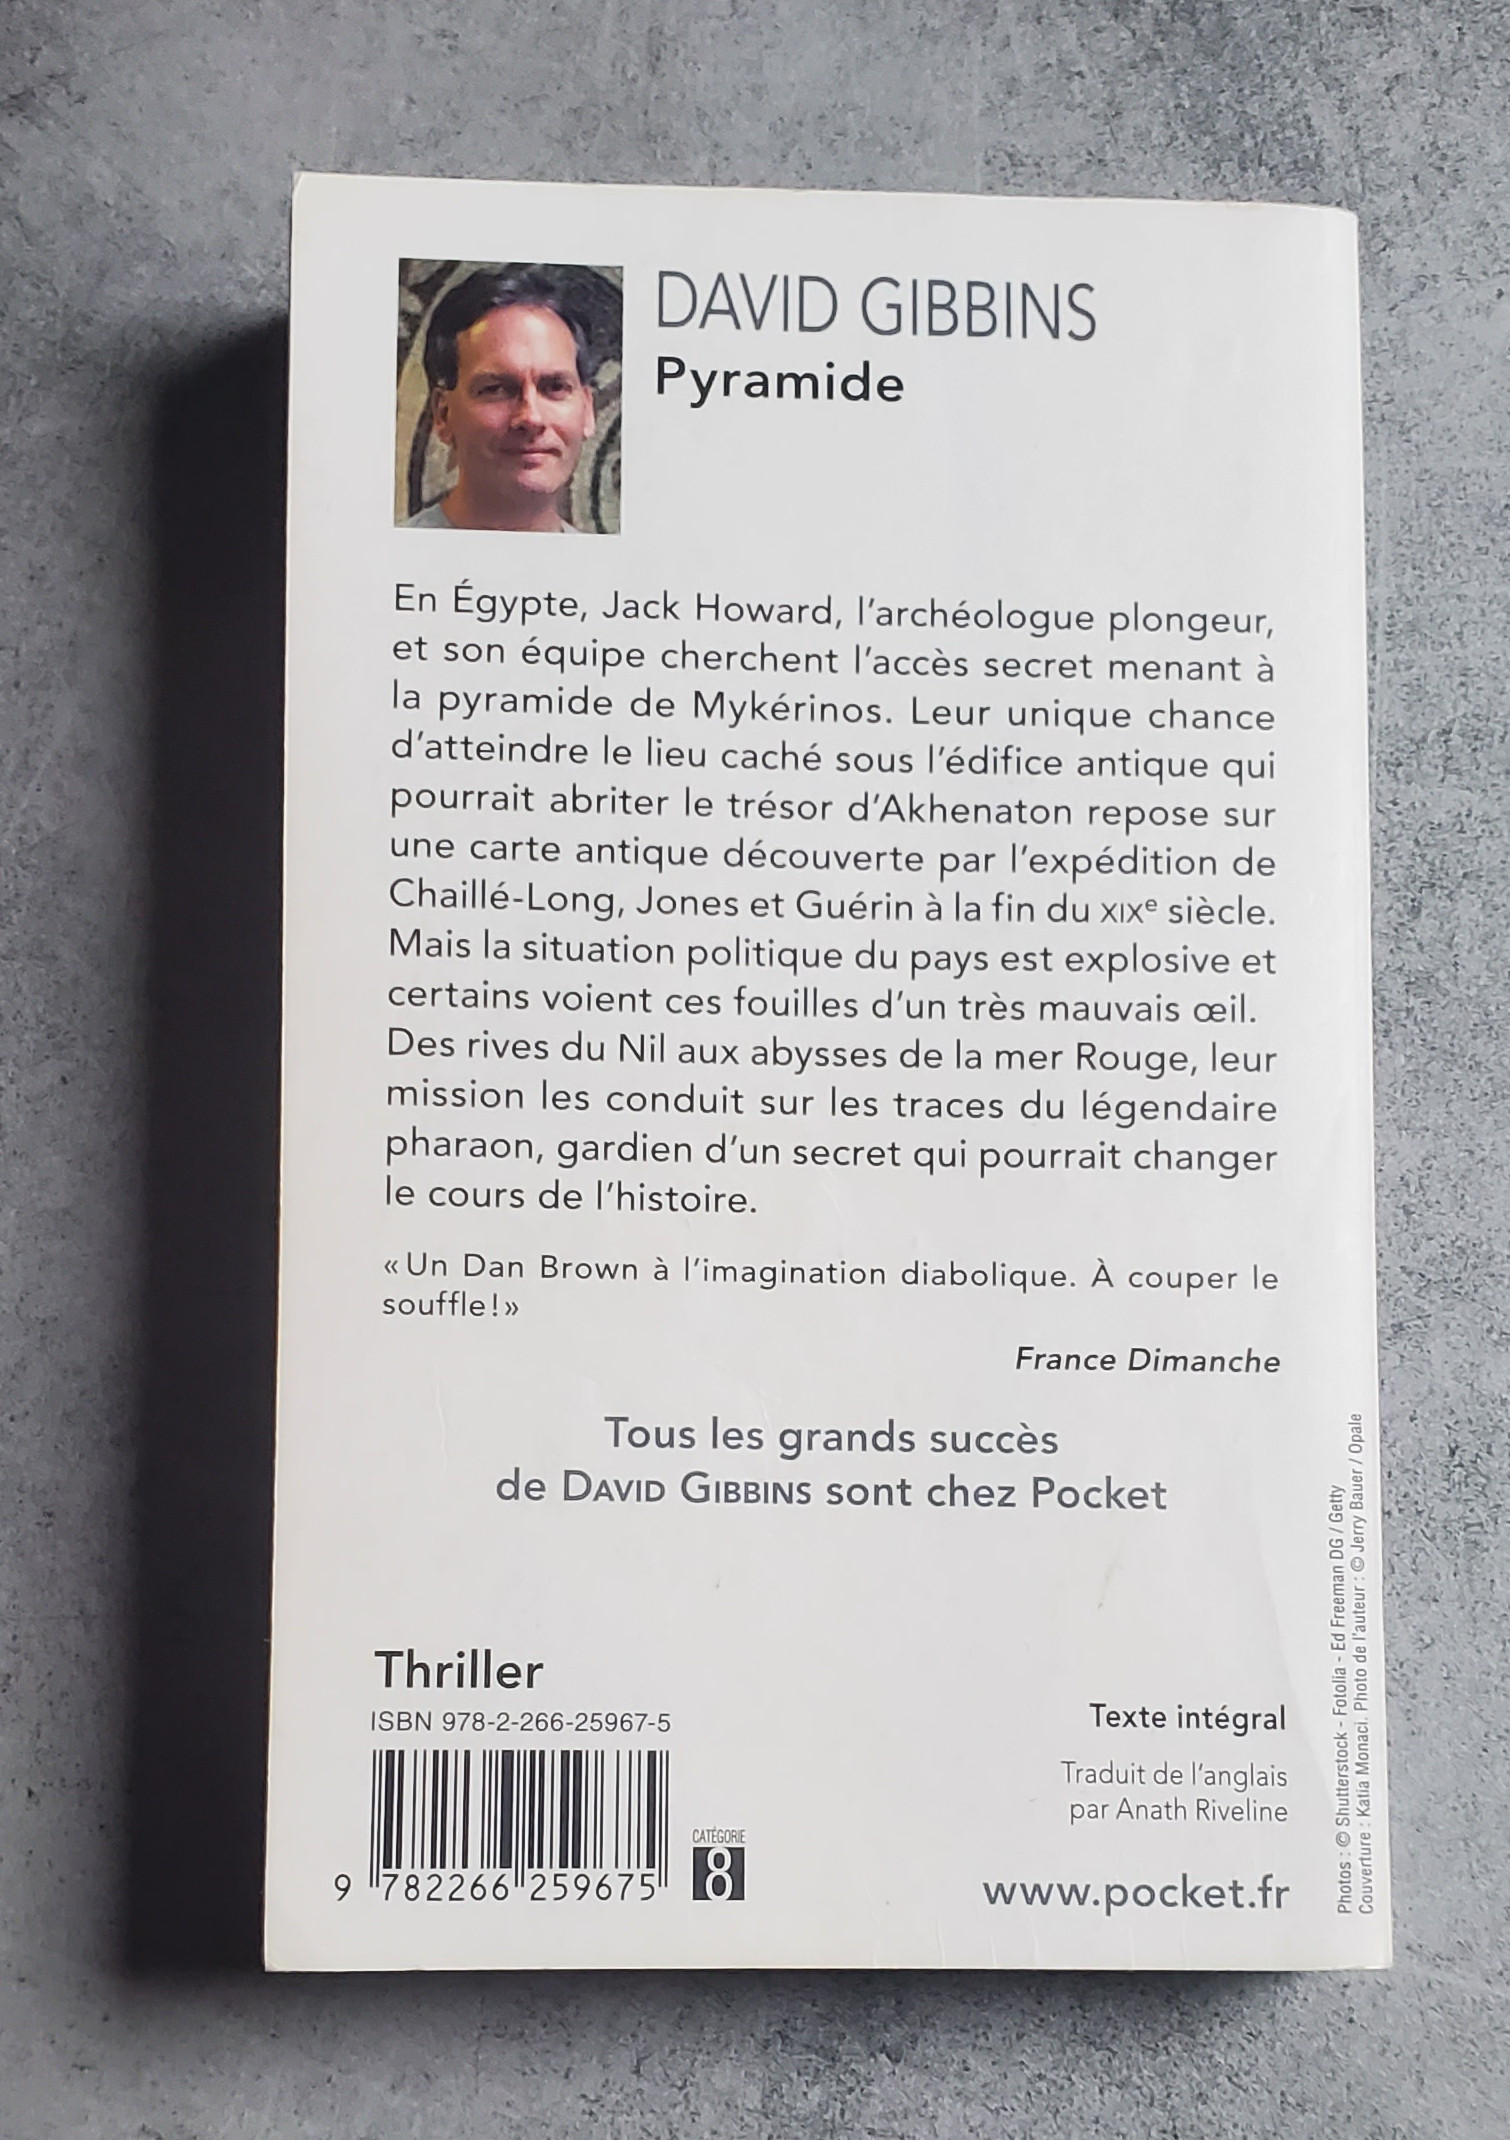 DAVID GIBBINS
Pyramide
En Égypte, Jack Howard, l'archéologue plongeur,
et son équipe cherchent l'accès secret menant à
la pyramide de Mykérinos. Leur unique chance
d'atteindre le lieu caché sous l'édifice antique qui
pourrait abriter le trésor d'Akhenaton repose sur
une carte antique découverte par l'expédition de
Chaillé-Long, Jones et Guérin à la fin du XIXe siècle.
Mais la situation politique du pays est explosive et
certains voient ces fouilles d'un très mauvais œil.
Des rives du Nil aux abysses de la mer Rouge, leur
mission les conduit sur les traces du légendaire
pharaon, gardien d'un secret qui pourrait changer
le cours de l'histoire.
« Un Dan Brown à l'imagination diabolique. À couper le
souffle ! »
France Dimanche
Tous les grands succès
de DAVID GIBBINS sont chez Pocket
Thriller
ISBN 978-2-266-25967-5
9 782266 259675
CATÉGORIE
8
Texte intégral
Traduit de l'anglais
par Anath Riveline
www.pocket.fr
Photos : © Shutterstock - Fotolia - Ed Freeman DG / Getty
Couverture : Katia Monaci. Photo de l'auteur : © Jerry Bauer / Opale